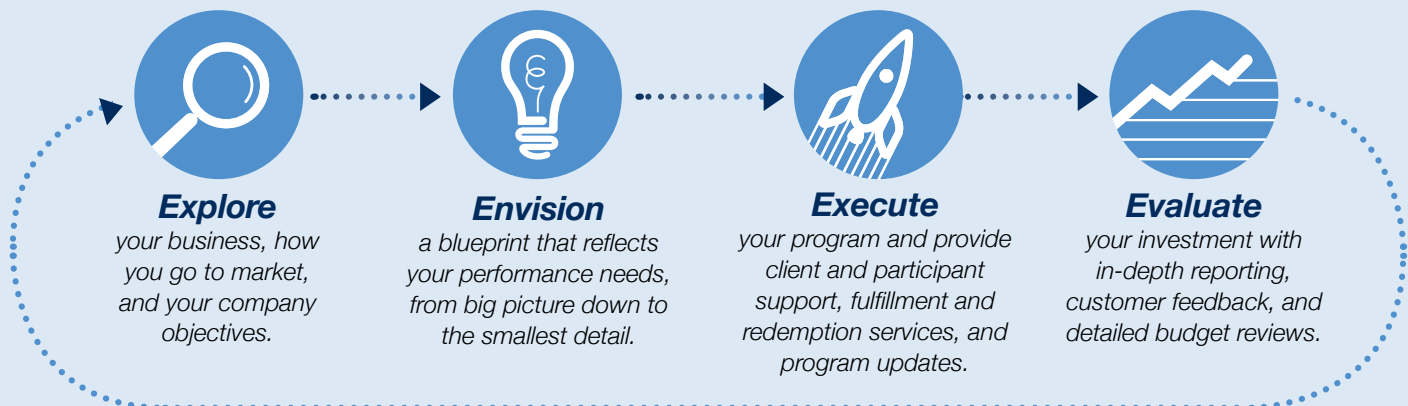 Explore
your business, how
you go to market,
and your company
objectives.
Envision
a blueprint that reflects
your performance needs,
from big picture down to
the smallest detail.
Execute
your program and provide
client and participant
support, fulfillment and
redemption services, and
program updates.
Evaluate
your investment with
in-depth reporting,
customer feedback, and
detailed budget reviews.